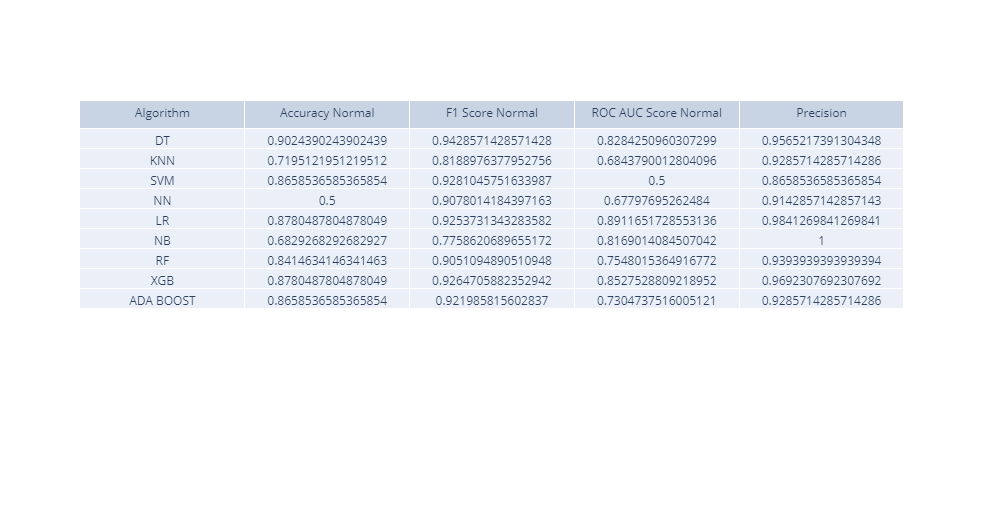 Algorithm Accuracy Normal F1 Score Normal ROC AUC Score Normal Precision
DT 0.9024390243902439 0.9428571428571428 0.8284250960307299 0.9565217391304348
KNN 0.7195121951219512 0.8188976377952756 0.6843790012804096 0.9285714285714286
SVM 0.8658536585365854 0.9281045751633987 0.5 0.8658536585365854
NN 0.5 0.9078014184397163 0.67797695262484 0.9142857142857143
LR 0.8780487804878049 0.9253731343283582 0.8911651728553136 0.9841269841269841
NB 0.6829268292682927 0.7758620689655172 0.8169014084507042 1
RF 0.8414634146341463 0.9051094890510948 0.7548015364916772 0.9393939393939394
XGB 0.8780487804878049 0.9264705882352942 0.8527528809218952 0.9692307692307692
ADA BOOST 0.8658536585365854 0.921985815602837 0.7304737516005121 0.9285714285714286